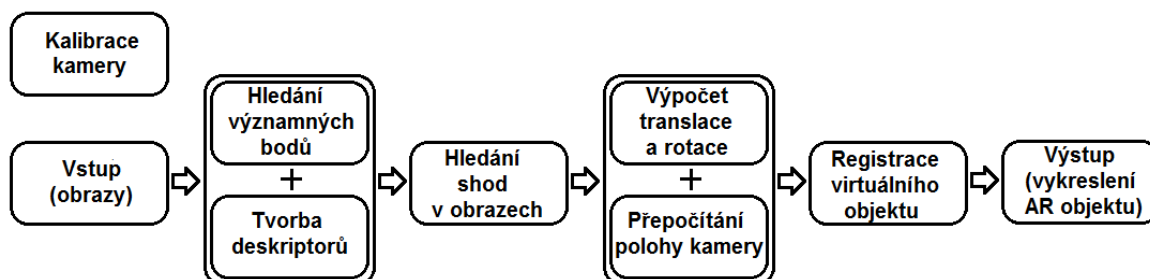 Kalibrace
kamery
Vstup
(obrazy)
Hledání
významných
bodů
+
Tvorba
deskriptorů
Hledání
shod
v obrazech
Výpočet
translace
a rotace
+
Přepočítání
polohy kamery
Registrace
virtuálního
objektu
Výstup
(vykreslení
AR objektu)